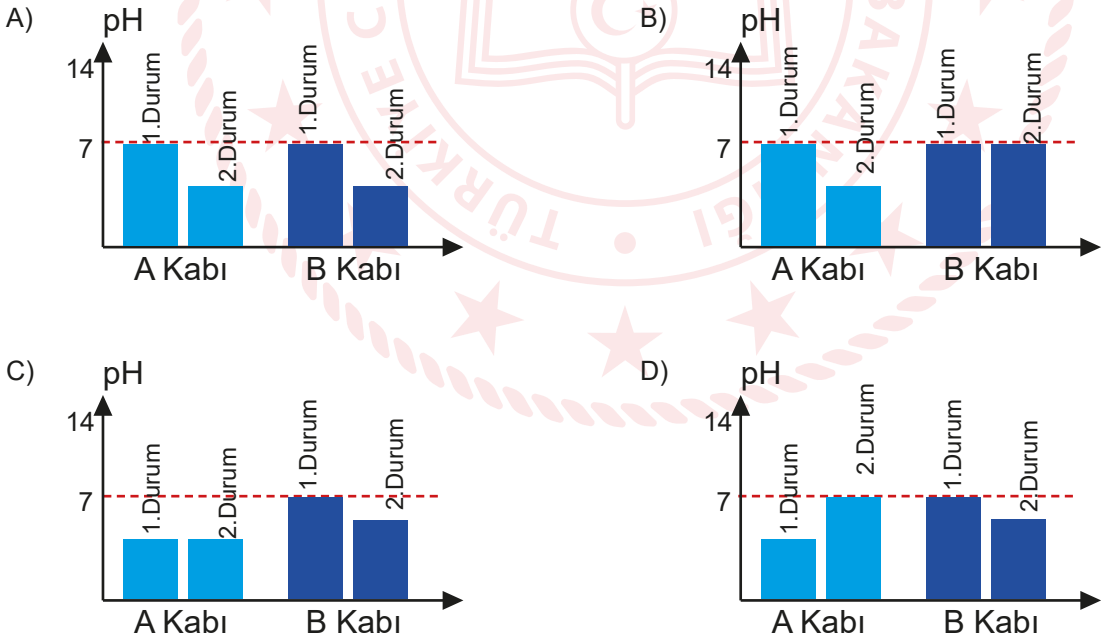 A)
pH
14
7
1.Durum
2.Durum
1.Durum
2.Durum
A Kabı
B Kabı
B)
pH
14
7
1.Durum
2.Durum
1.Durum
2.Durum
A Kabı
B Kabı
C)
pH
14
7
1.Durum
2.Durum
1.Durum
2.Durum
A Kabı
B Kabı
D)
pH
14
7
1.Durum
2.Durum
1.Durum
2.Durum
A Kabı
B Kabı